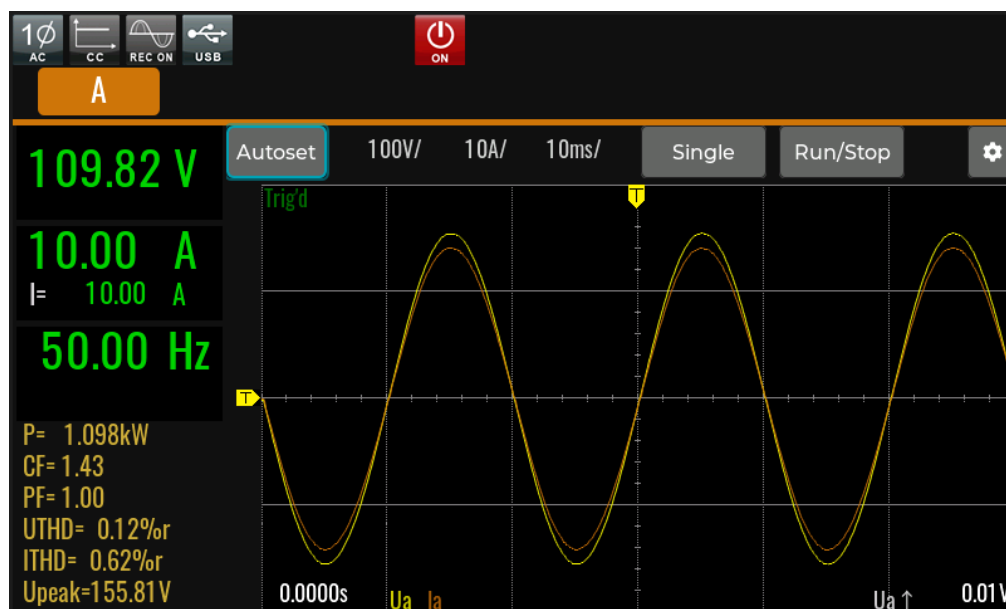 1Ø
AC
CC
REC ON
USB
ON
A
109.82 V
Autoset
100V/
10A/
10ms/
Single
Run/Stop
Trig'd
T
10.00 A
I= 10.00 A
50.00 Hz
T
P= 1.098kW
CF= 1.43
PF= 1.00
UTHD= 0.12%r
ITHD= 0.62%r
Upeak=155.81V
0.0000s
Ua Ia
Ua ↑
0.01V